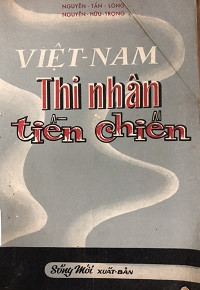 NGUYỄN - TẤN - LONG
NGUYỄN - HỮU - TRỌNG
VIỆT-NAM
Thi nhân
tiền chiến
Sống Mới XUẤT-BẢN